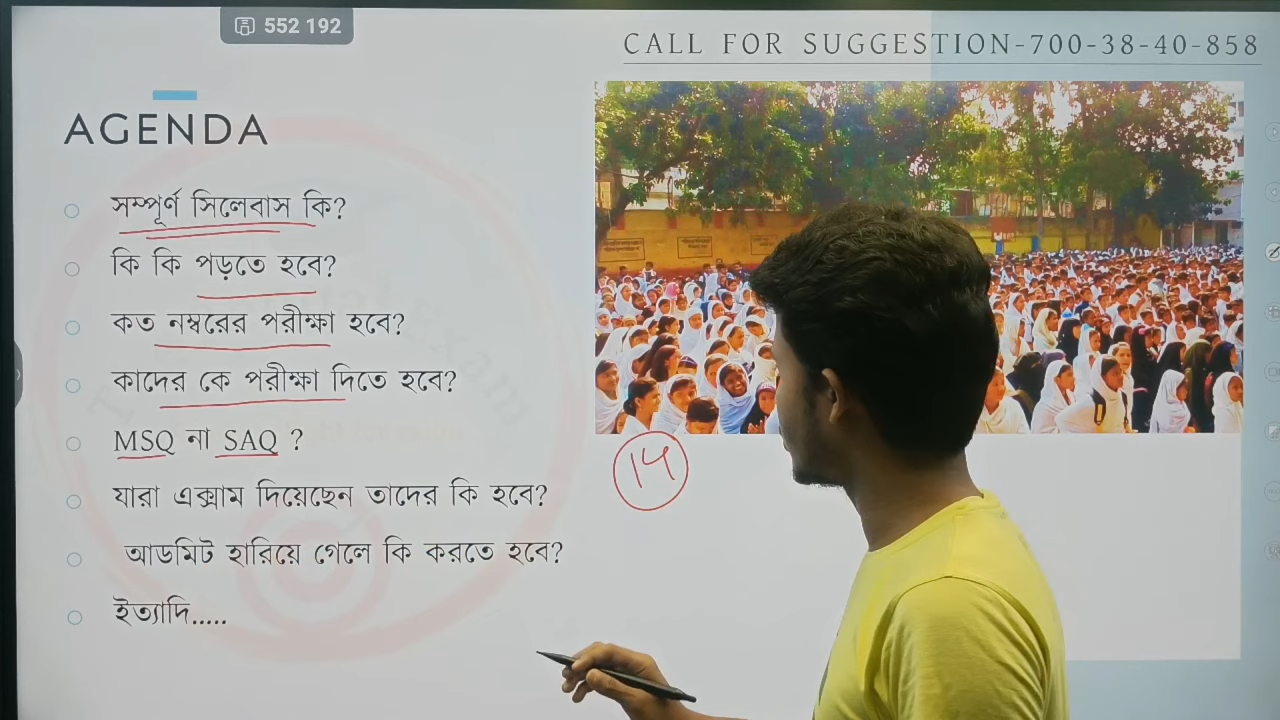 552 192
CALL FOR SUGGESTION-700-38-40-858
AGENDA
সম্পূর্ণ সিলেবাস কি?
কি কি পড়তে হবে?
কত নম্বরের পরীক্ষা হবে?
কাদের কে পরীক্ষা দিতে হবে?
MSQ না SAQ ?
যারা এক্সাম দিয়েছেন তাদের কি হবে?
আডমিট হারিয়ে গেলে কি করতে হবে?
ইত্যাদি.....